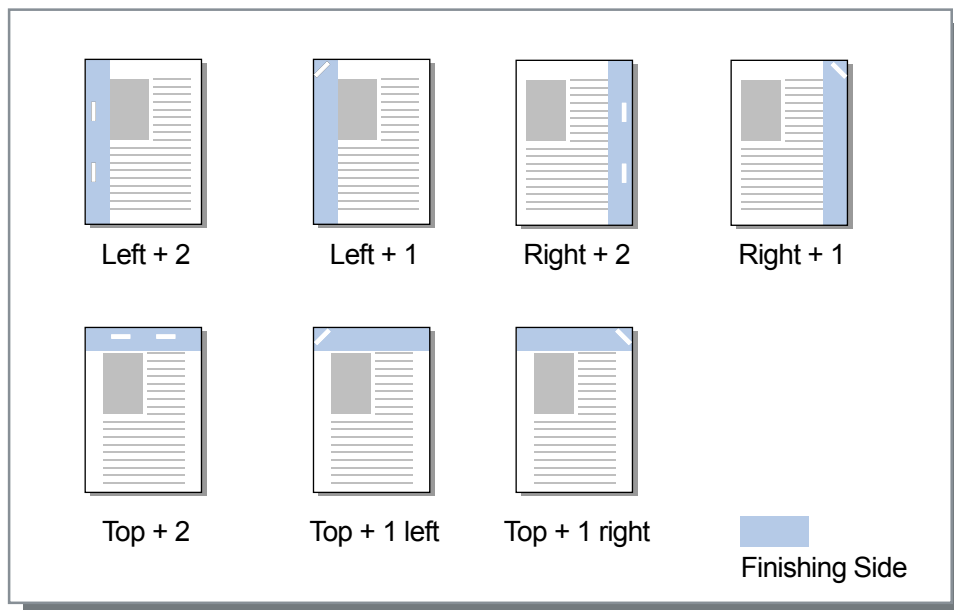 Left + 2
Left + 1
Right + 2
Right + 1
Top + 2
Top + 1 left
Top + 1 right
Finishing Side